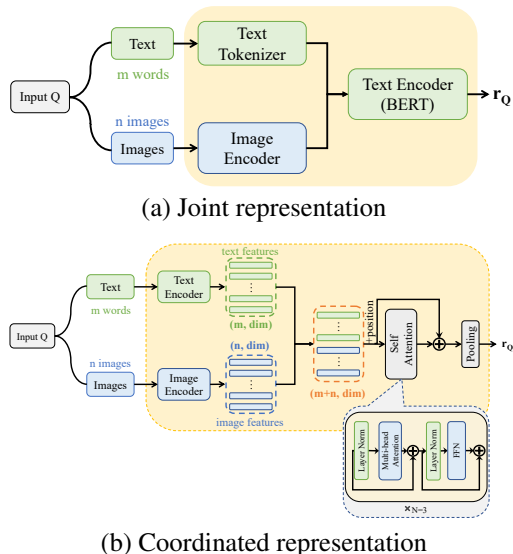 Input Q
Text
m words
n images
Images
Text
Tokenizer
Image
Encoder
Text Encoder
(BERT)
r_Q
(a) Joint representation
Input Q
Text
m words
n images
Images
Text
Encoder
Image
Encoder
text features
(m, dim)
(n, dim)
image features
(m+n, dim)
+position
Self
Attention
Pooling
r_Q
Layer Norm
Multi-head
Attention
Layer Norm
FFN
×N=3
(b) Coordinated representation